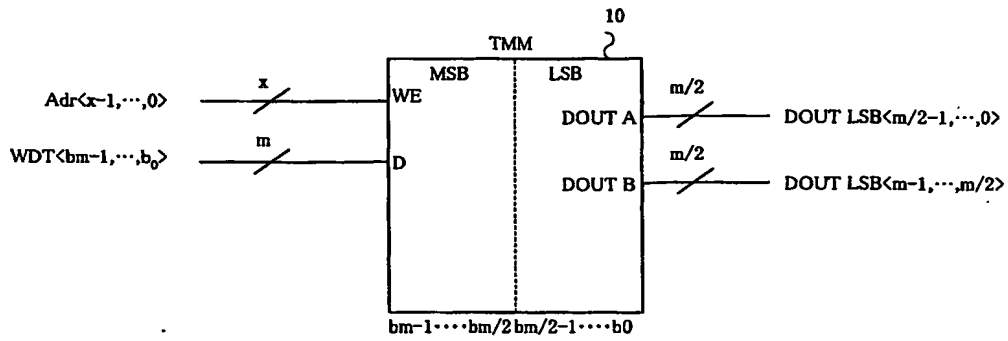 10
TMM
MSB LSB
x
Adr<x-1,⋯,0>
WE
m/2
DOUT A
DOUT LSB<m/2-1,⋯,0>
m
WDT<bm-1,⋯,b₀>
D
m/2
DOUT B
DOUT LSB<m-1,⋯,m/2>
bm-1⋯⋯bm/2 bm/2-1⋯⋯b0